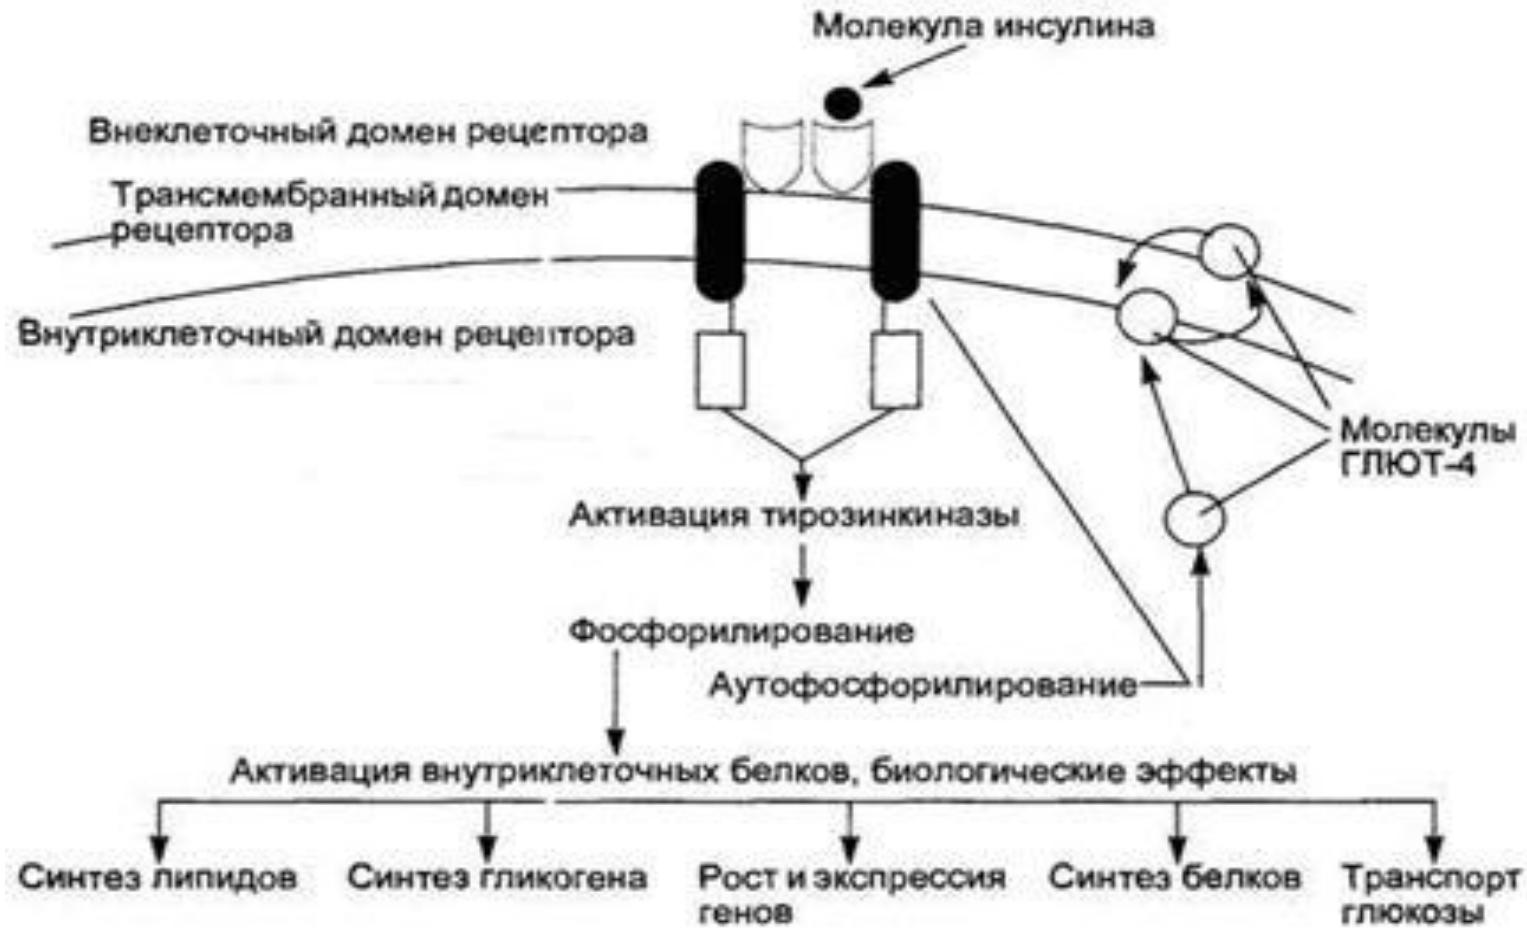 Молекула инсулина
Внеклеточный домен рецептора
Трансмембранный домен
рецептора
Внутриклеточный домен рецептора
Молекулы
ГЛЮТ-4
Активация тирозинкиназы
Фосфорилирование
Аутофосфорилирование
Активация внутриклеточных белков, биологические эффекты
Синтез липидов
Синтез гликогена
Рост и экспрессия
генов
Синтез белков
Транспорт
глюкозы